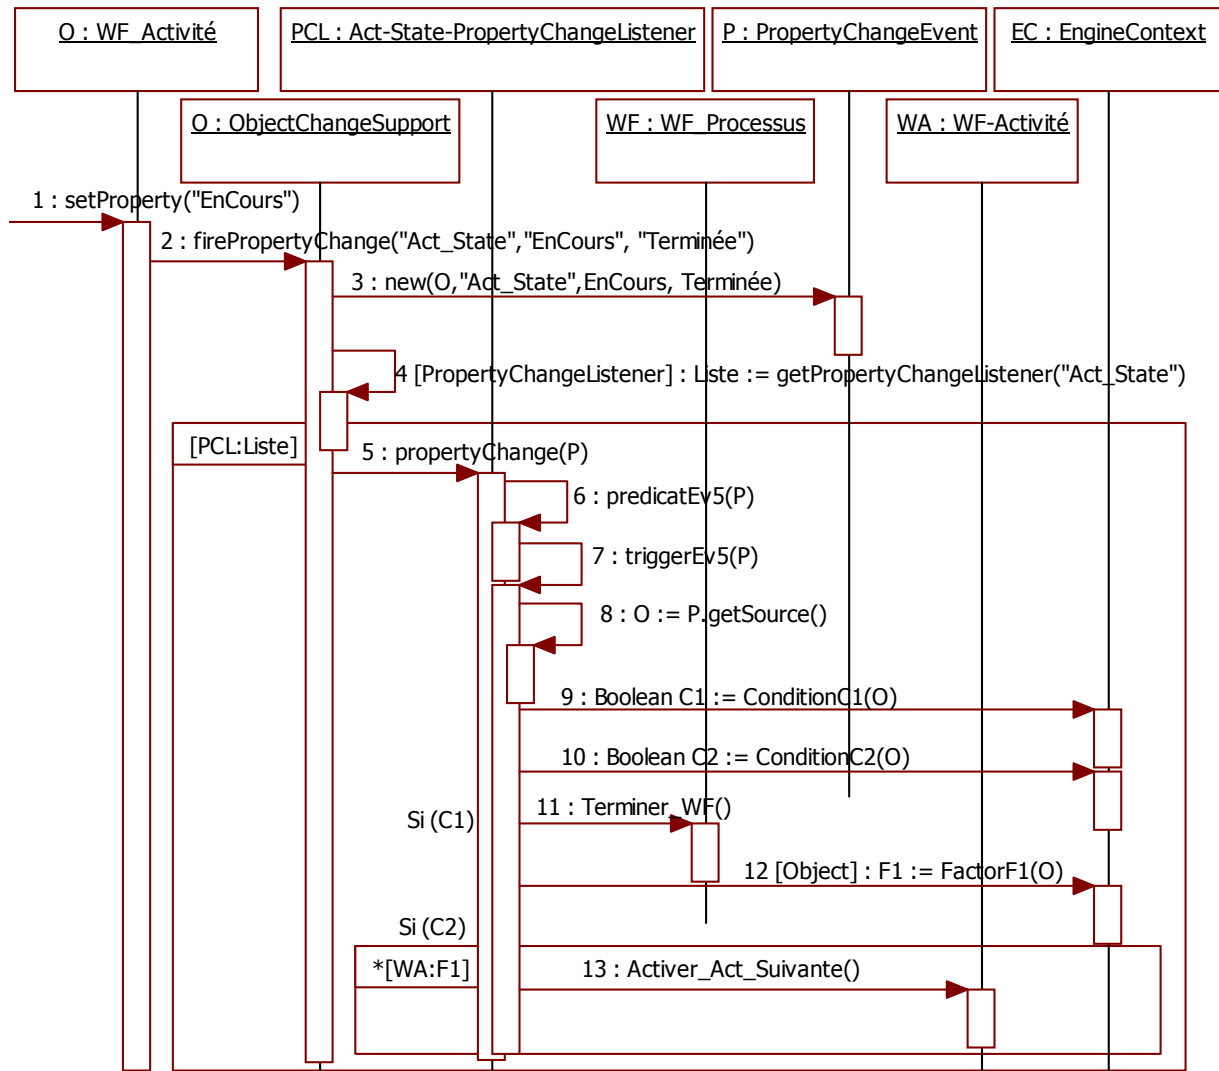 O : WF_Activité
PCL : Act-State-PropertyChangeListener
P : PropertyChangeEvent
EC : EngineContext
O : ObjectChangeSupport
WF : WF_Processus
WA : WF-Activité
1 : setProperty("EnCours")
2 : firePropertyChange("Act_State","EnCours", "Terminée")
3 : new(O,"Act_State",EnCours, Terminée)
4 [PropertyChangeListener] : Liste := getPropertyChangeListener("Act_State")
[PCL:Liste]
5 : propertyChange(P)
6 : predicatEv5(P)
7 : triggerEv5(P)
8 : O := P.getSource()
9 : Boolean C1 := ConditionC1(O)
10 : Boolean C2 := ConditionC2(O)
11 : Terminer_WF()
Si (C1)
12 [Object] : F1 := FactorF1(O)
Si (C2)
*[WA:F1]
13 : Activer_Act_Suivante()